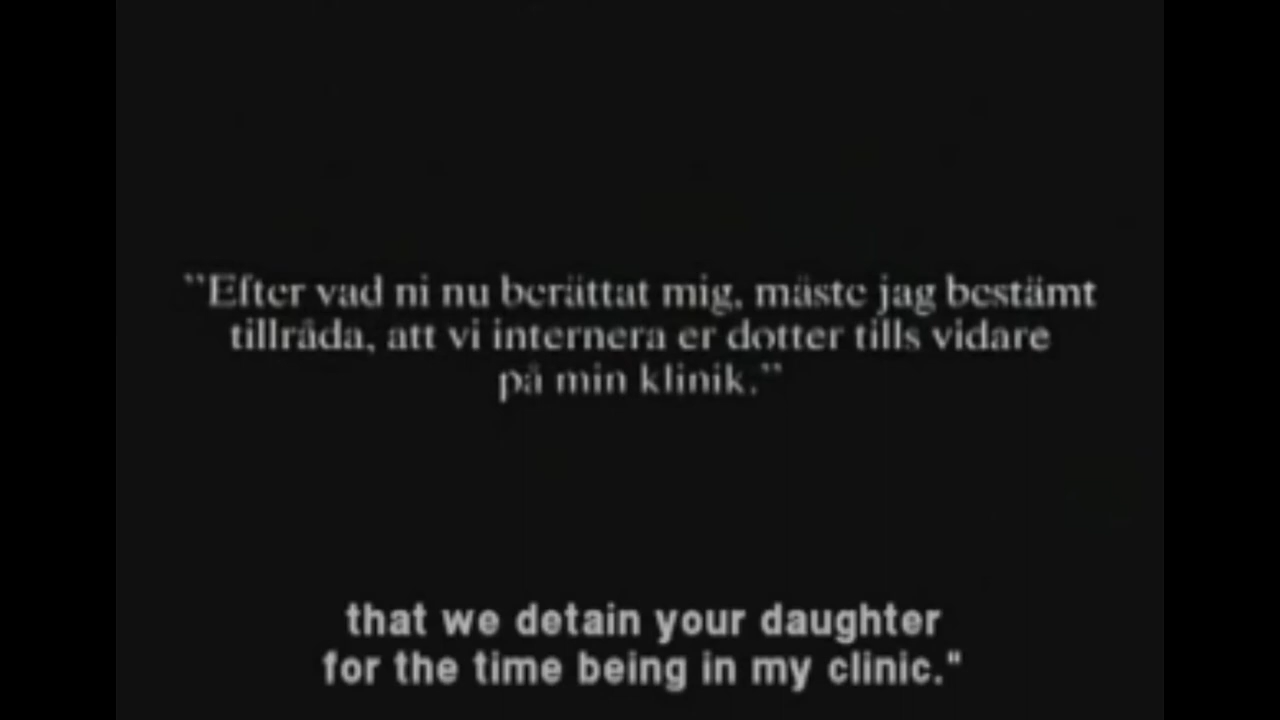 ”Efter vad ni nu berättat mig, måste jag bestämt
tillråda, att vi internera er dotter tills vidare
på min klinik.”
that we detain your daughter
for the time being in my clinic."